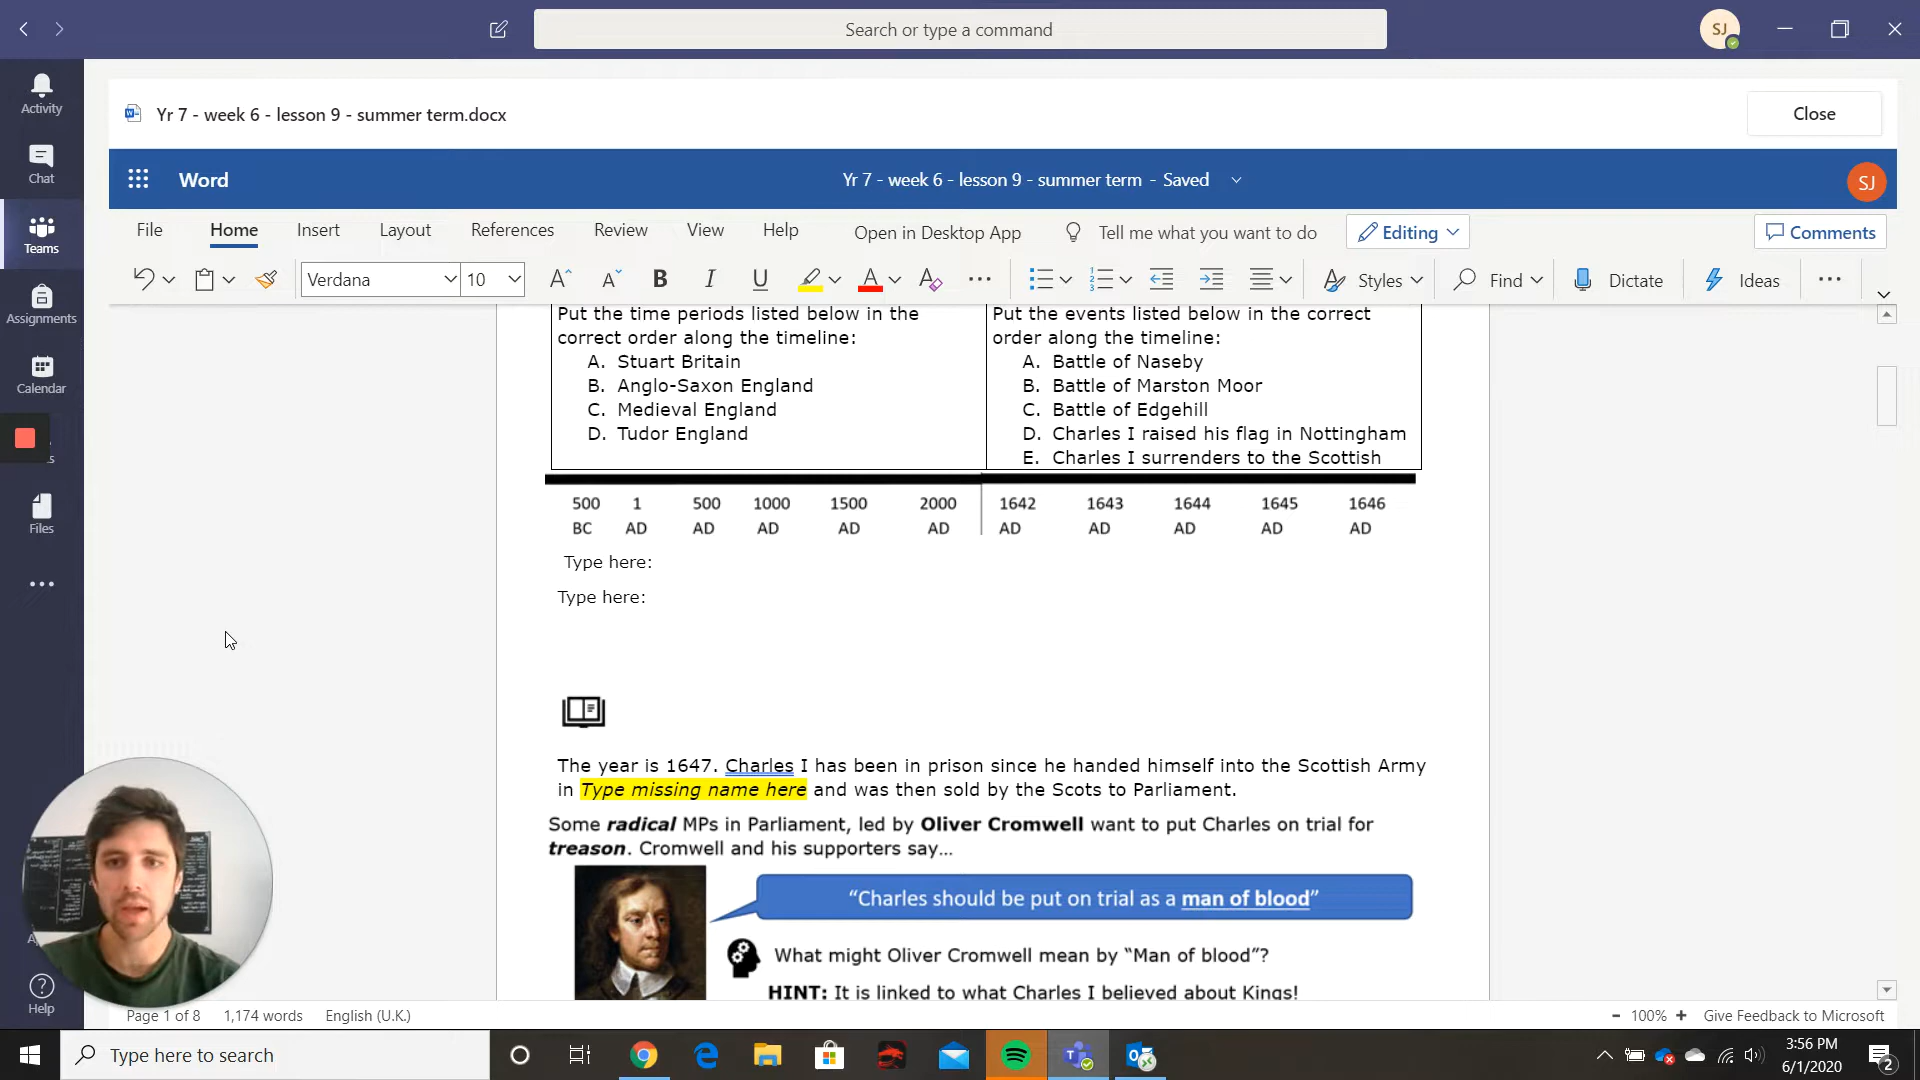 Search or type a command
SJ
Activity
Chat
Teams
Assignments
Calendar
Files
Help
Yr 7 - week 6 - lesson 9 - summer term.docx
Close
Word
Yr 7 - week 6 - lesson 9 - summer term - Saved
SJ
File Home Insert Layout References Review View Help Open in Desktop App Tell me what you want to do Editing Comments
Verdana 10 A A B I U A A Styles Find Dictate Ideas
Put the time periods listed below in the
correct order along the timeline:
A. Stuart Britain
B. Anglo-Saxon England
C. Medieval England
D. Tudor England
Put the events listed below in the correct
order along the timeline:
A. Battle of Naseby
B. Battle of Marston Moor
C. Battle of Edgehill
D. Charles I raised his flag in Nottingham
E. Charles I surrenders to the Scottish
500 1 500 1000 1500 2000 1642 1643 1644 1645 1646
BC AD AD AD AD AD AD AD AD AD AD
Type here:
Type here:
The year is 1647. Charles I has been in prison since he handed himself into the Scottish Army
in Type missing name here and was then sold by the Scots to Parliament.
Some radical MPs in Parliament, led by Oliver Cromwell want to put Charles on trial for
treason. Cromwell and his supporters say…
“Charles should be put on trial as a man of blood”
What might Oliver Cromwell mean by “Man of blood”?
HINT: It is linked to what Charles I believed about Kings!
Page 1 of 8 1,174 words English (U.K.)
- 100% + Give Feedback to Microsoft
Type here to search
3:56 PM
6/1/2020
2